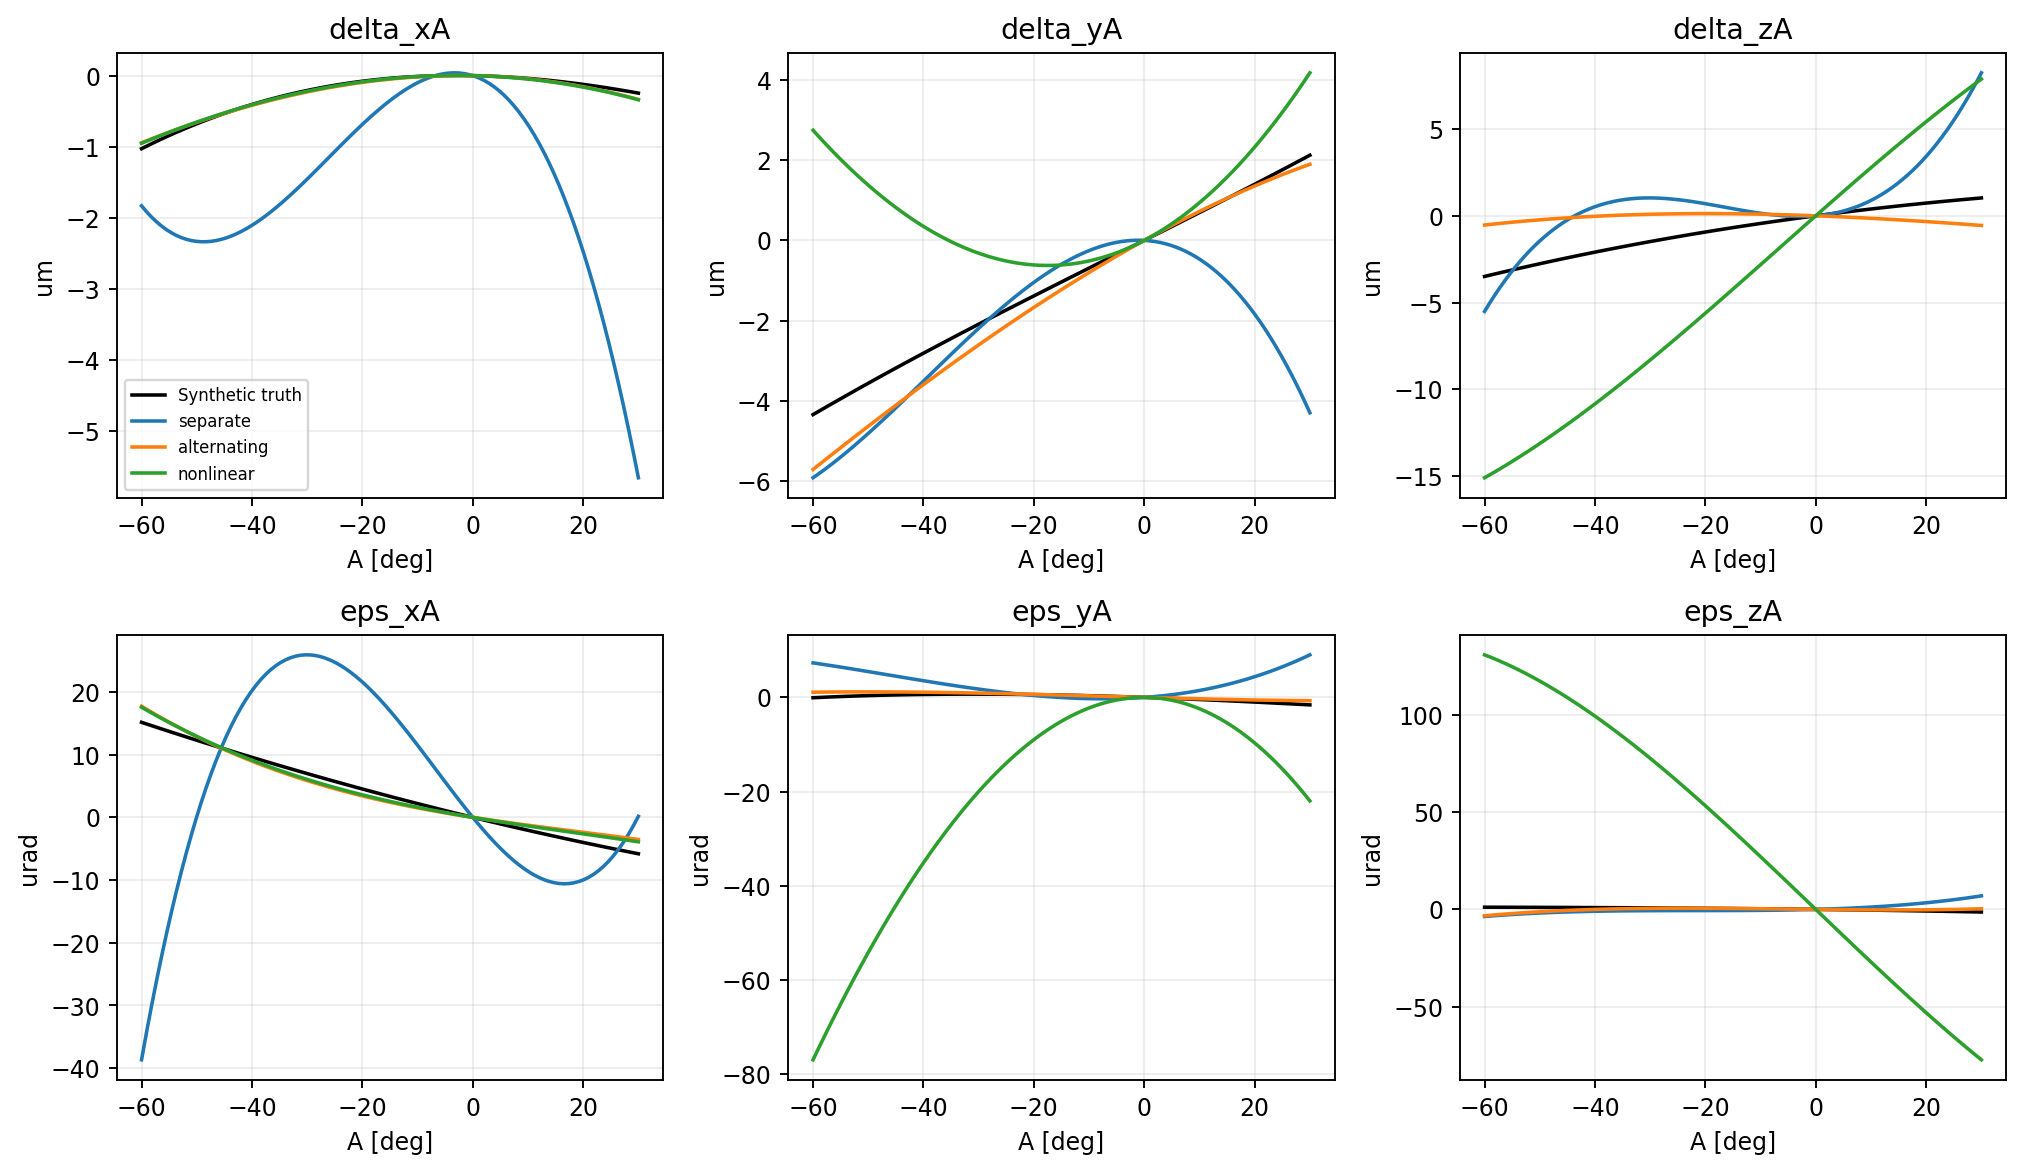 delta_xA
0
−1
−2
−3
−4
−5
um
Synthetic truth
separate
alternating
nonlinear
−60 −40 −20 0 20
A [deg]
delta_yA
4
2
0
−2
−4
−6
um
−60 −40 −20 0 20
A [deg]
delta_zA
5
0
−5
−10
−15
um
−60 −40 −20 0 20
A [deg]
eps_xA
20
10
0
−10
−20
−30
−40
urad
−60 −40 −20 0 20
A [deg]
eps_yA
0
−20
−40
−60
−80
urad
−60 −40 −20 0 20
A [deg]
eps_zA
100
50
0
−50
urad
−60 −40 −20 0 20
A [deg]